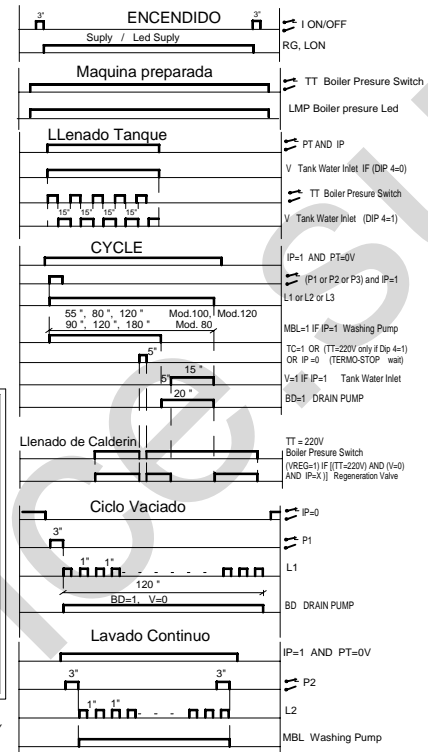 ENCENDIDO
3" 3" I ON/OFF
Suply / Led Suply
RG, LON
Maquina preparada
TT Boiler Presure Switch
LMP Boiler presure Led
LLenado Tanque
PT AND IP
V Tank Water Inlet IF (DIP 4=0)
TT Boiler Presure Switch
15" 15" 15" 15"
V Tank Water Inlet (DIP 4=1)
CYCLE
IP=1 AND PT=0V
(P1 or P2 or P3) and IP=1
L1 or L2 or L3
55 ", 80 ", 120 " Mod.100, Mod.120
90 ", 120 ", 180 " Mod. 80
MBL=1 IF IP=1 Washing Pump
5"
TC=1 OR (TT=220V only if Dip 4=1)
OR IP =0 (TERMO-STOP wait)
15 "
5"
V=1 IF IP=1 Tank Water Inlet
20 "
BD=1 DRAIN PUMP
Llenado de Calderin
TT = 220V
Boiler Presure Switch
(VREG=1) IF [(TT=220V) AND (V=0)
AND IP=X )] Regeneration Valve
Ciclo Vaciado
IP=0
3"
P1
1" 1"
L1
120 "
BD=1, V=0
BD DRAIN PUMP
Lavado Continuo
IP=1 AND PT=0V
3" 3"
P2
1" 1"
L2
MBL Washing Pump